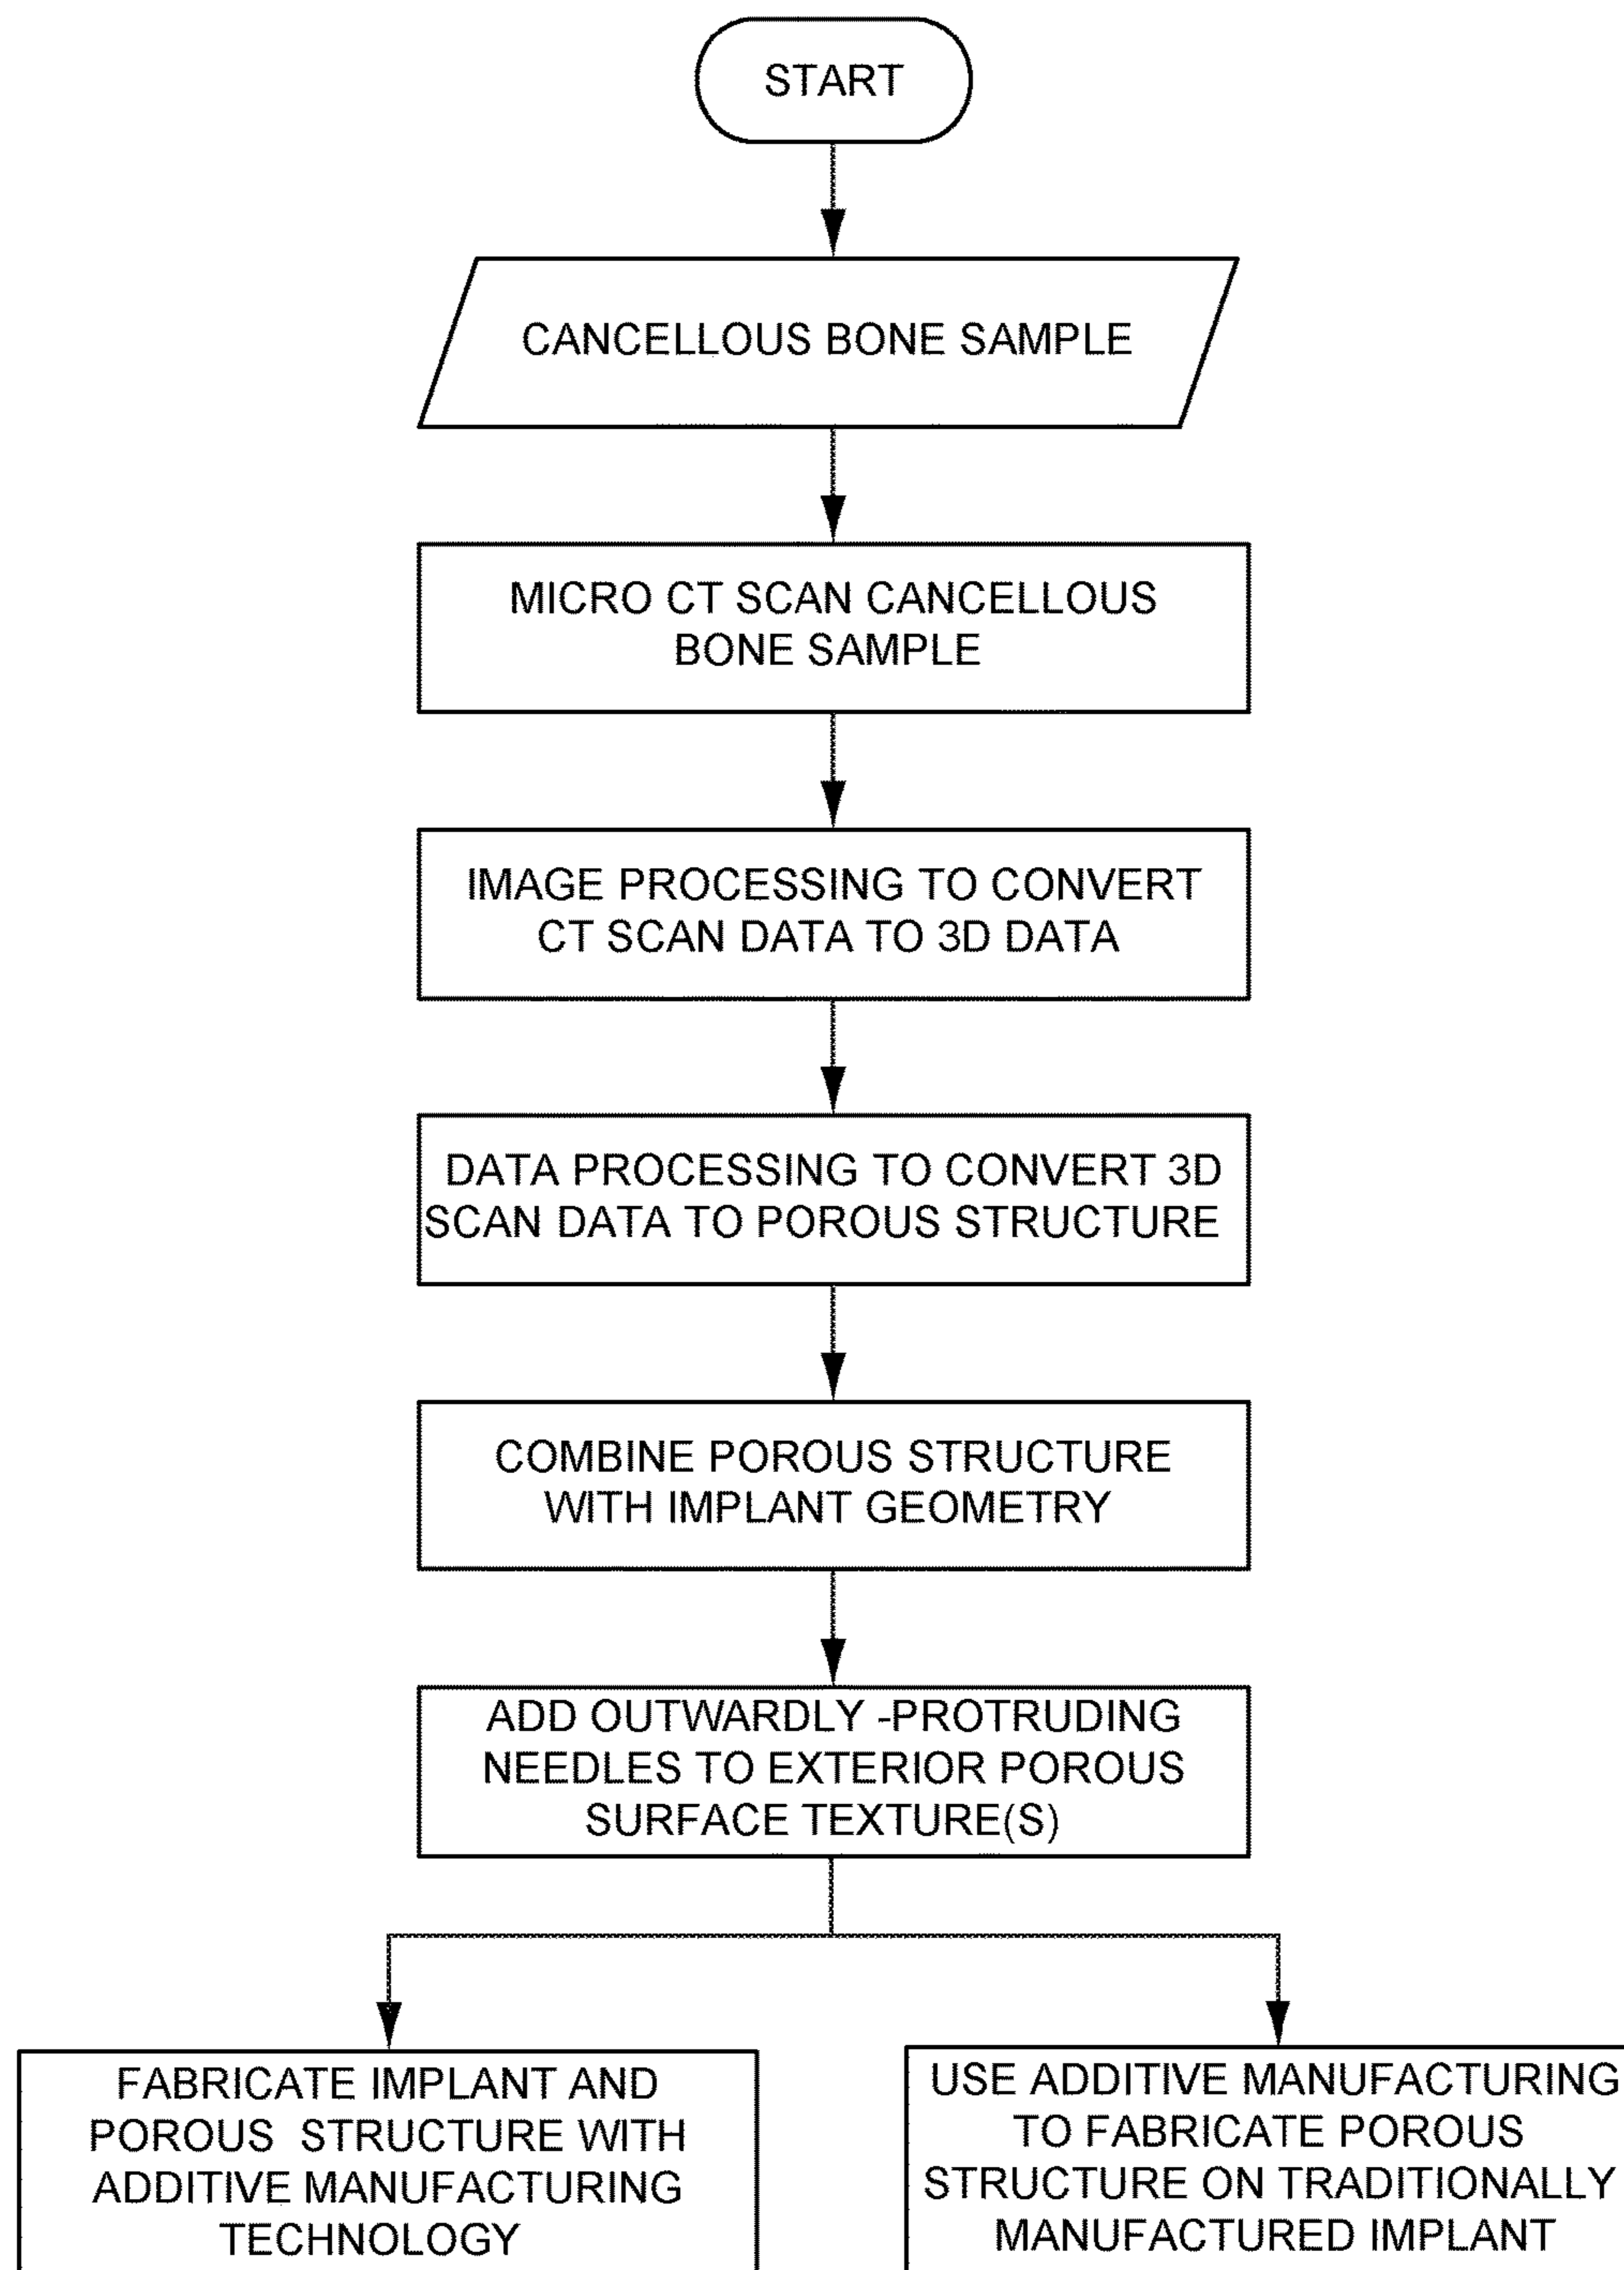 START
CANCELLOUS BONE SAMPLE
MICRO CT SCAN CANCELLOUS
BONE SAMPLE
IMAGE PROCESSING TO CONVERT
CT SCAN DATA TO 3D DATA
DATA PROCESSING TO CONVERT 3D
SCAN DATA TO POROUS STRUCTURE
COMBINE POROUS STRUCTURE
WITH IMPLANT GEOMETRY
ADD OUTWARDLY -PROTRUDING
NEEDLES TO EXTERIOR POROUS
SURFACE TEXTURE(S)
FABRICATE IMPLANT AND
POROUS STRUCTURE WITH
ADDITIVE MANUFACTURING
TECHNOLOGY
USE ADDITIVE MANUFACTURING
TO FABRICATE POROUS
STRUCTURE ON TRADITIONALLY
MANUFACTURED IMPLANT